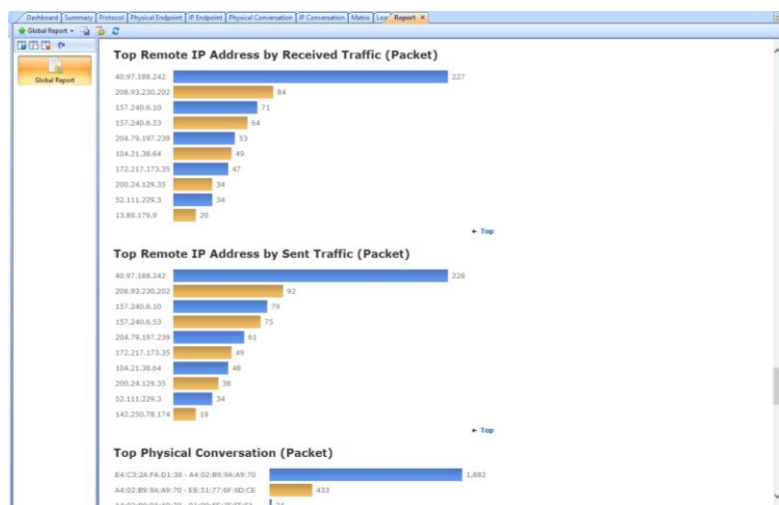 Dashboard Summary Protocol Physical Endpoint IP Endpoint Physical Conversation IP Conversation Matrix Log Report
Global Report
Global Report
Top Remote IP Address by Received Traffic (Packet)
40.97.188.242 227
208.93.230.202 84
157.240.6.10 71
157.240.6.53 64
204.79.197.239 53
104.21.38.64 49
172.217.173.35 47
200.24.129.35 34
52.111.229.3 34
13.89.179.9 20
Top
Top Remote IP Address by Sent Traffic (Packet)
40.97.188.242 228
208.93.230.202 92
157.240.6.10 79
157.240.6.53 75
204.79.197.239 61
172.217.173.35 49
104.21.38.64 48
200.24.129.35 38
52.111.229.3 34
142.250.78.174 19
Top
Top Physical Conversation (Packet)
E4:C3:2A:FA:D1:38 - A4:02:B9:9A:A9:70 1,882
A4:02:B9:9A:A9:70 - E8:51:77:6F:6D:CE 433